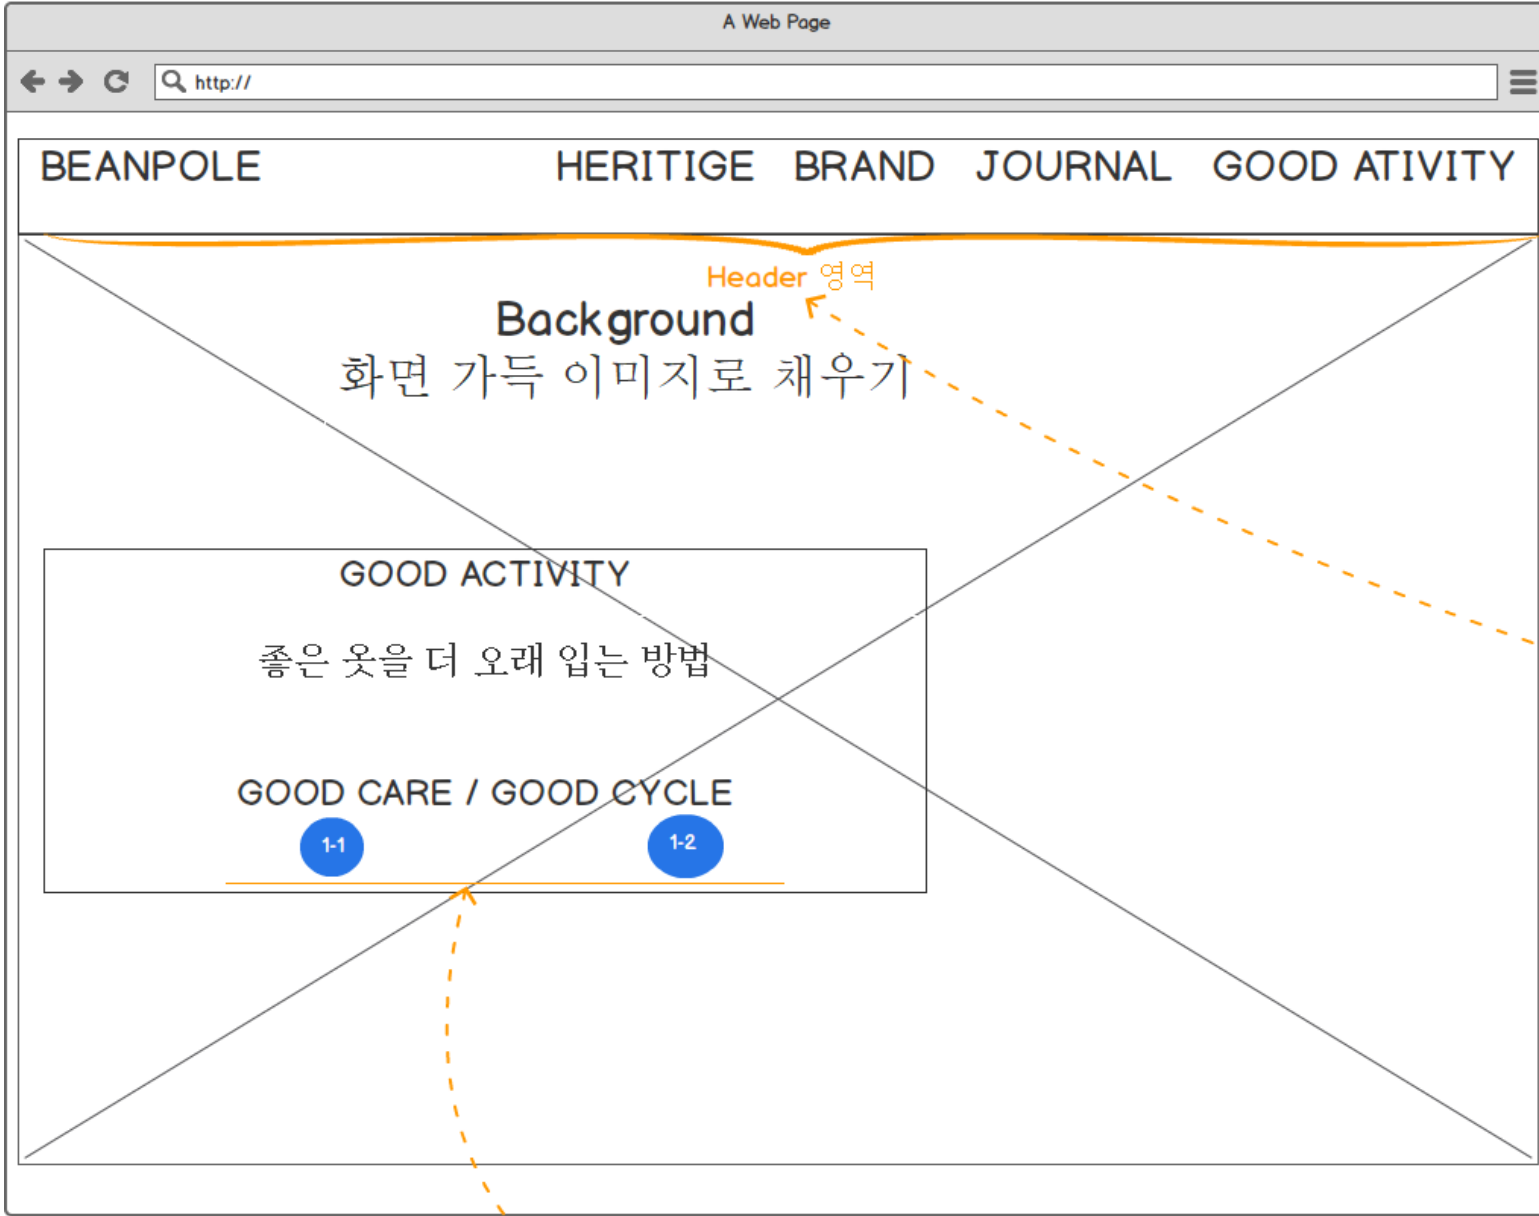 A Web Page
http://
BEANPOLE HERITIGE BRAND JOURNAL GOOD ATIVITY
Header 영역
Background
화면 가득 이미지로 채우기
GOOD ACTIVITY
좋은 옷을 더 오래 입는 방법
GOOD CARE / GOOD CYCLE
1-1 1-2